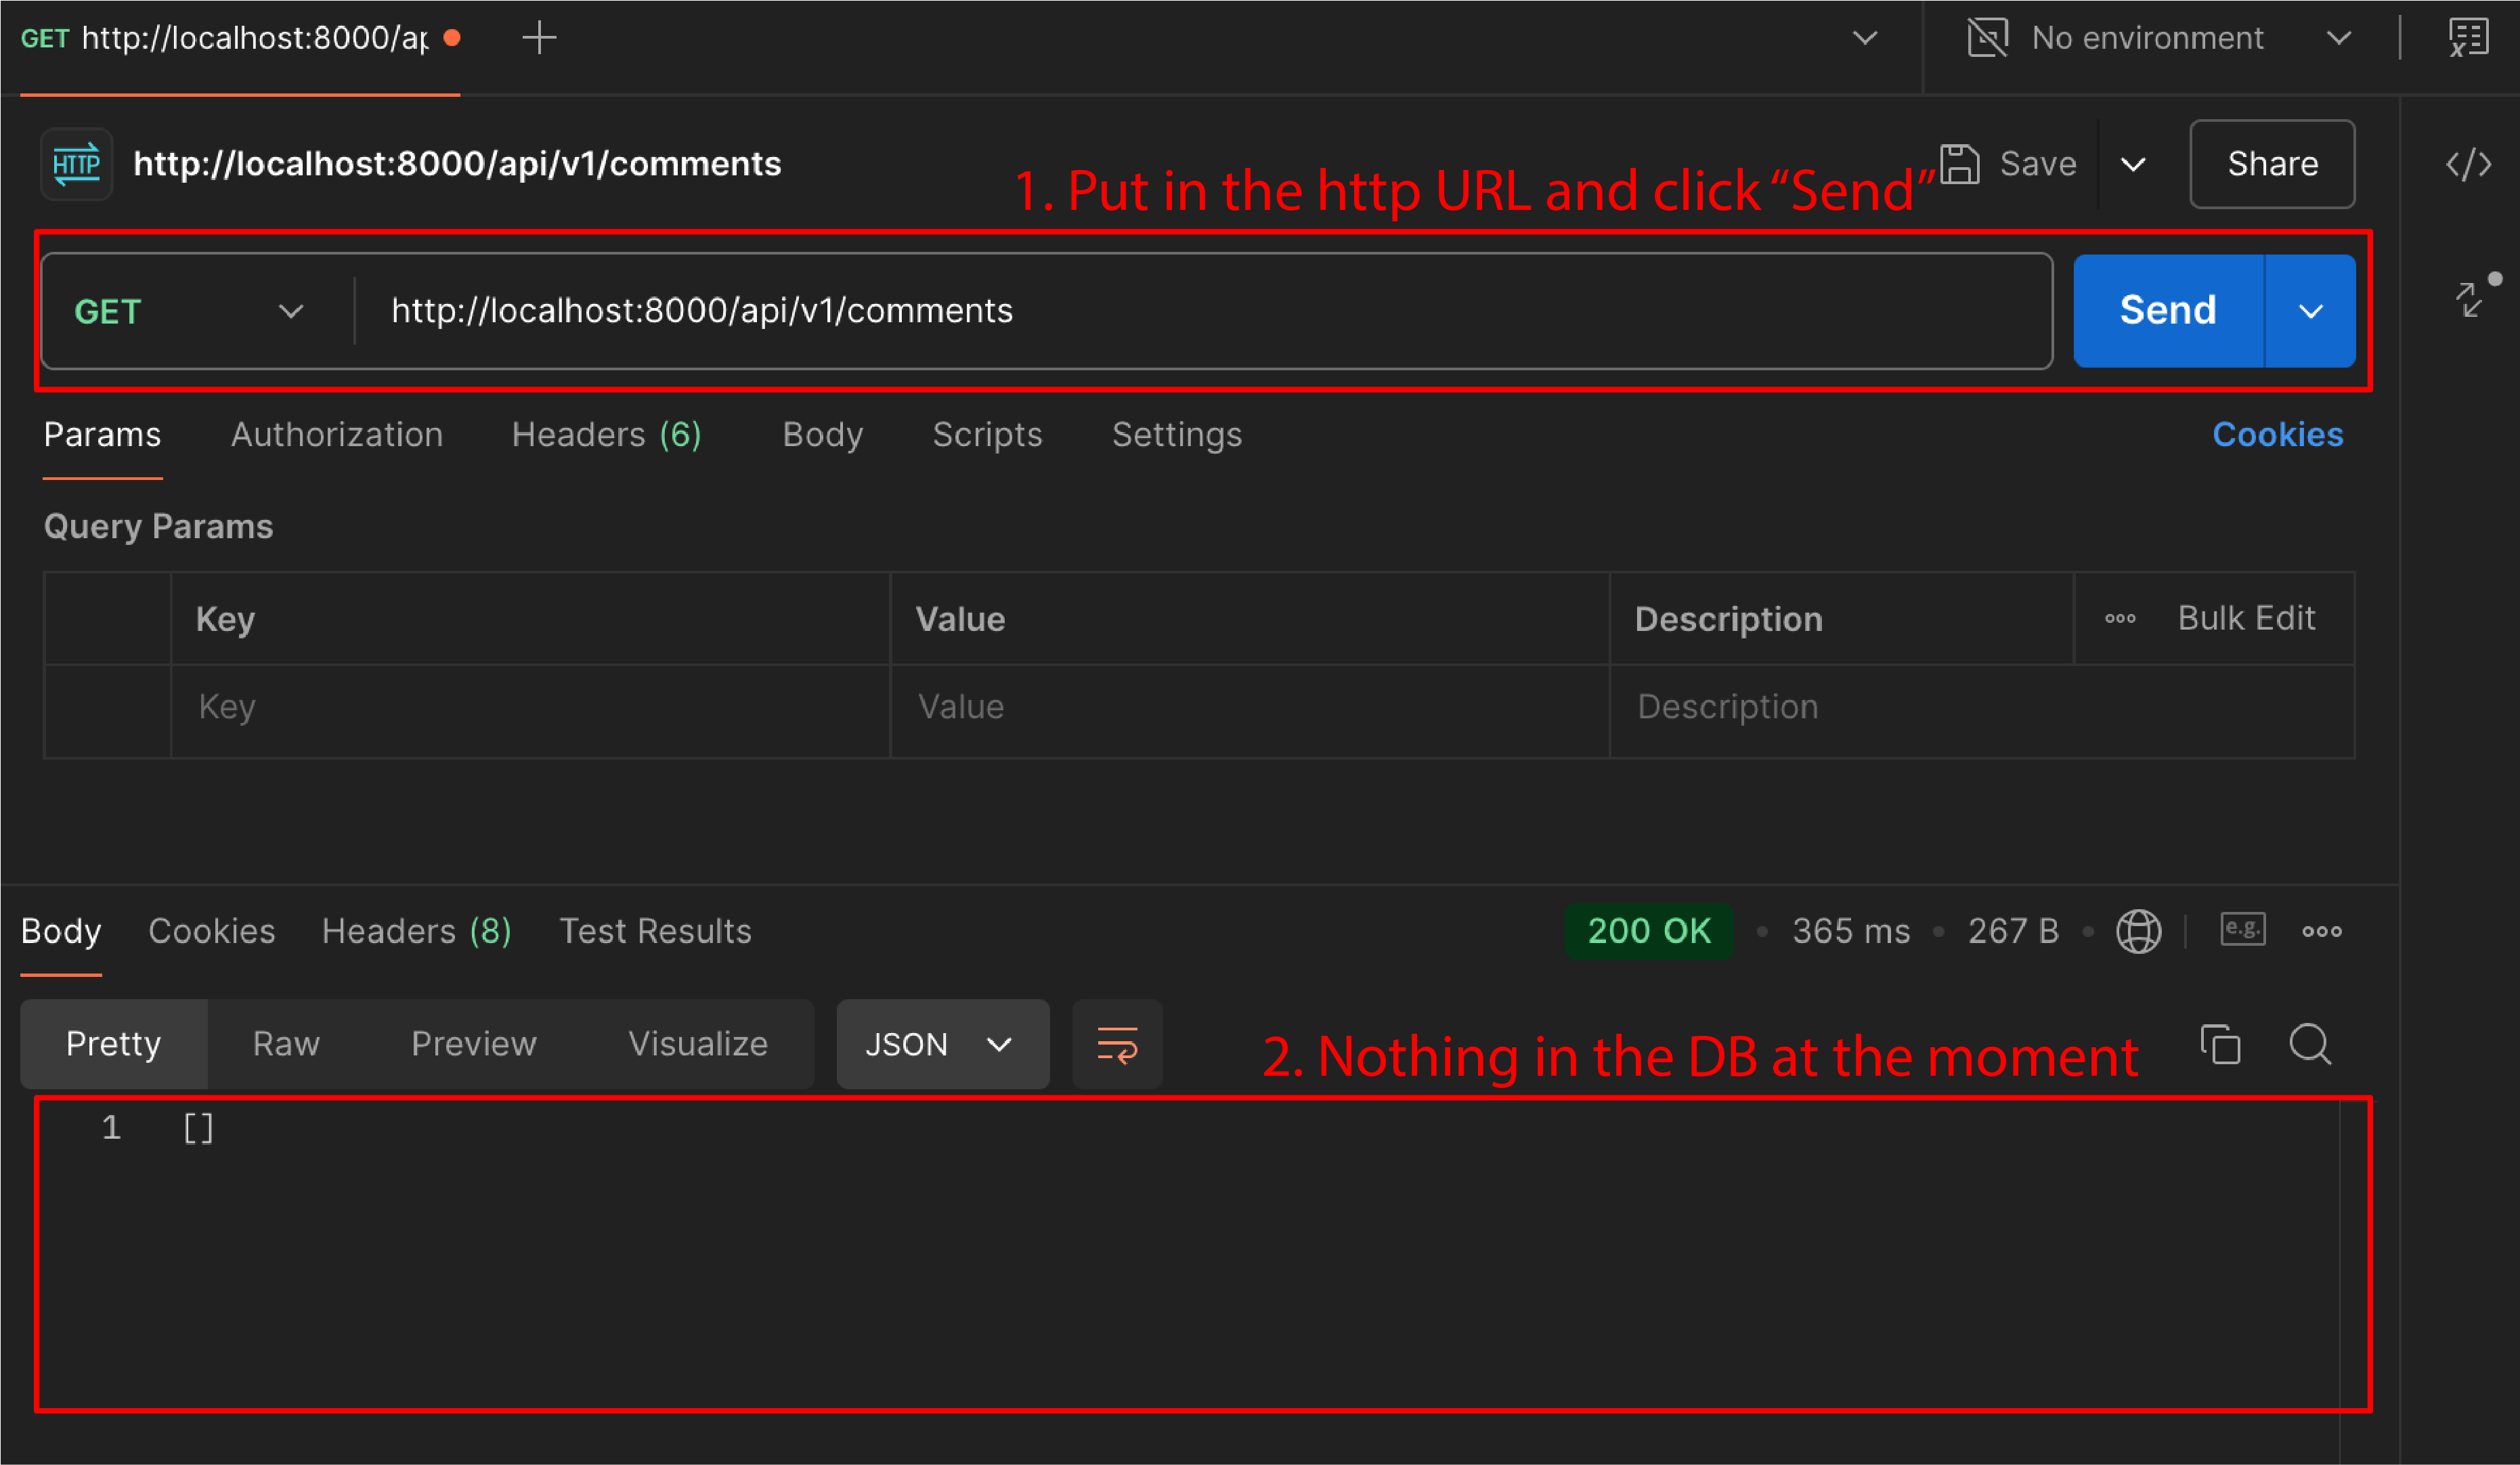 GET http://localhost:8000/ap
No environment
HTTP http://localhost:8000/api/v1/comments
1. Put in the http URL and click “Send”
Save
Share
GET http://localhost:8000/api/v1/comments Send
Params Authorization Headers (6) Body Scripts Settings Cookies
Query Params
Key Value Description Bulk Edit
Key Value Description
Body Cookies Headers (8) Test Results 200 OK 365 ms 267 B e.g.
Pretty Raw Preview Visualize JSON
2. Nothing in the DB at the moment
1 []